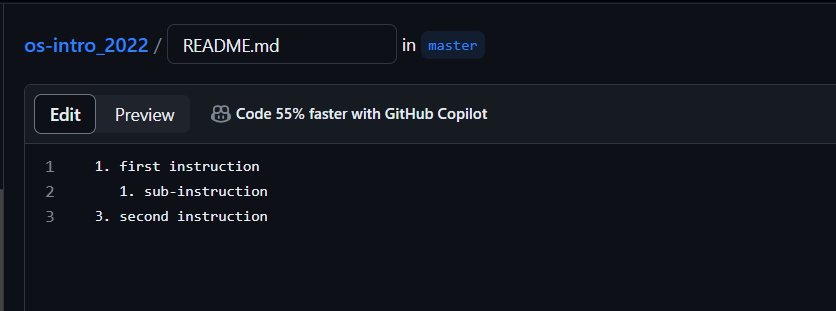 os-intro_2022 / README.md in master
Edit Preview Code 55% faster with GitHub Copilot
1 1. first instruction
2 1. sub-instruction
3 3. second instruction